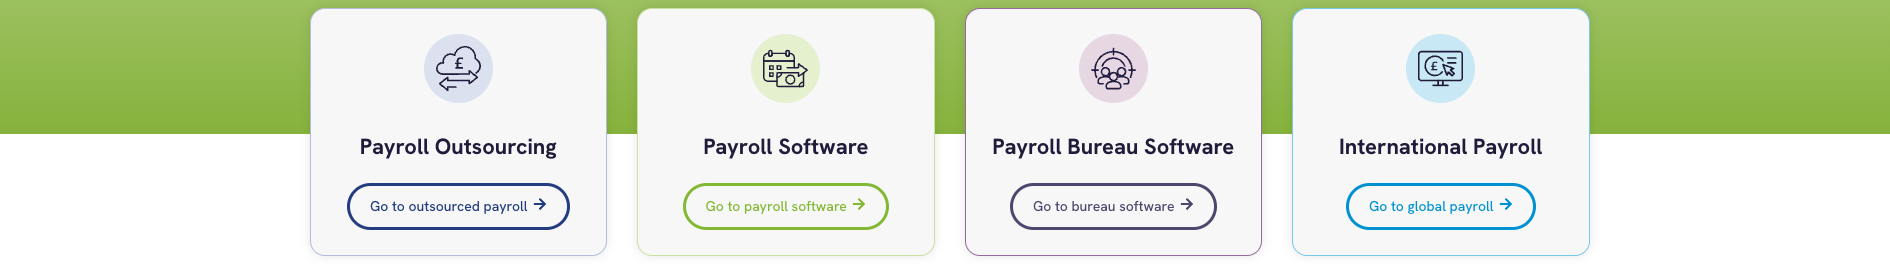 Payroll Outsourcing
Go to outsourced payroll
Payroll Software
Go to payroll software
Payroll Bureau Software
Go to bureau software
International Payroll
Go to global payroll